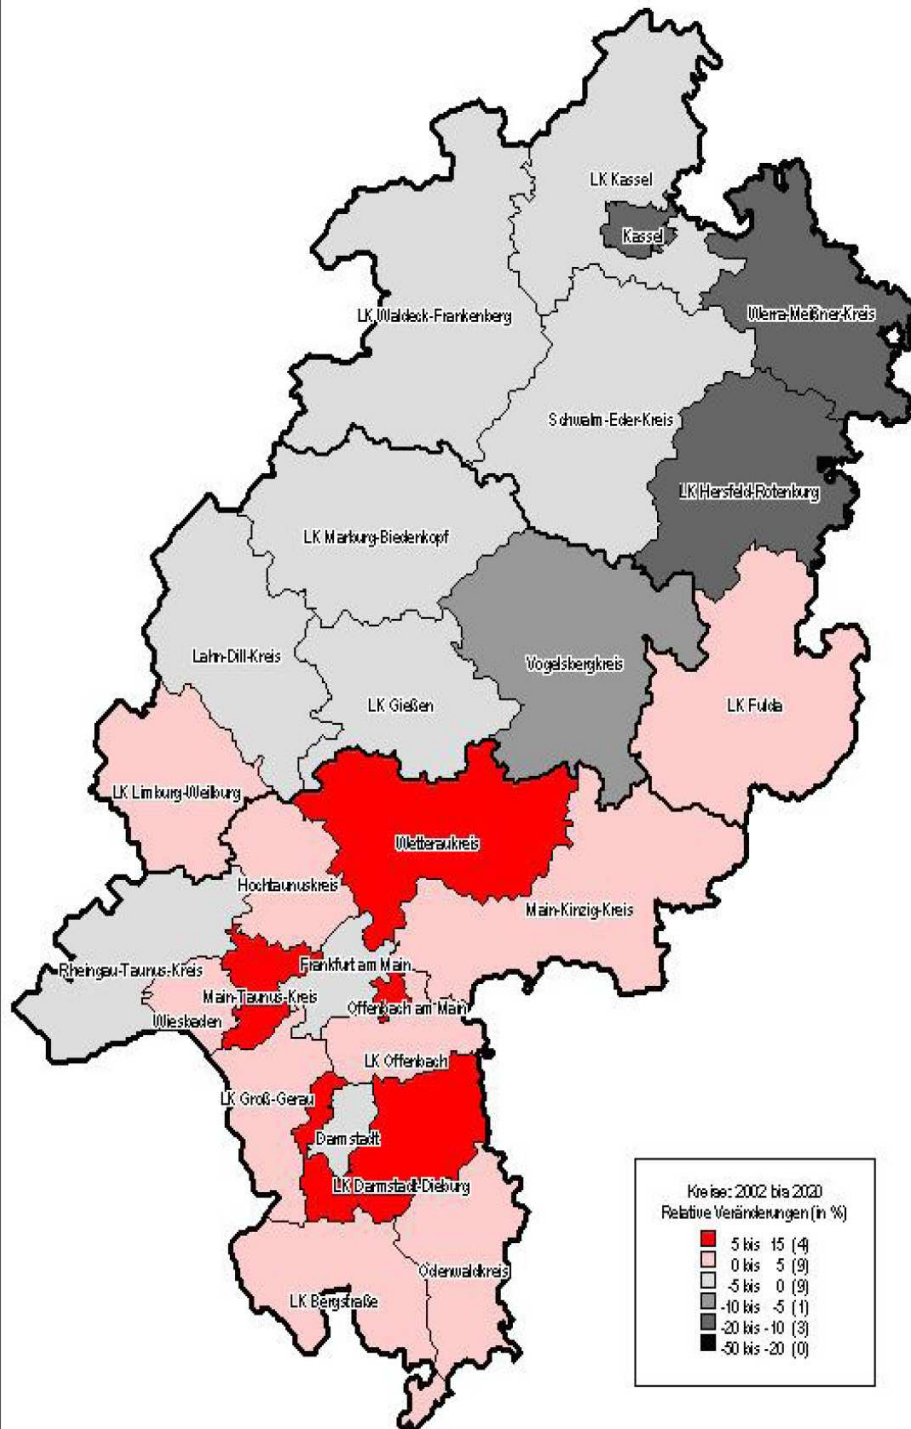 LK Kassel
Kassel
LK Waldeck-Frankenberg
Werra-Meißner-Kreis
Schwalm-Eder-Kreis
LK Hersfeld-Rotenburg
LK Marburg-Biedenkopf
Lahn-Dill-Kreis
Vogelsbergkreis
LK Gießen
LK Fulda
LK Limburg-Weilburg
Wetteraukreis
Hochtaunuskreis
Main-Kinzig-Kreis
Frankfurt am Main
Rheingau-Taunus-Kreis
Main-Taunus-Kreis
Offenbach am Main
Wiesbaden
LK Offenbach
LK Groß-Gerau
Darmstadt
LK Darmstadt-Dieburg
Odenwaldkreis
LK Bergstraße
Kreise: 2002 bis 2020
Relative Veränderungen (in %)
5 bis 15 (4)
0 bis 5 (9)
-5 bis 0 (9)
-10 bis -5 (1)
-20 bis -10 (3)
-50 bis -20 (0)